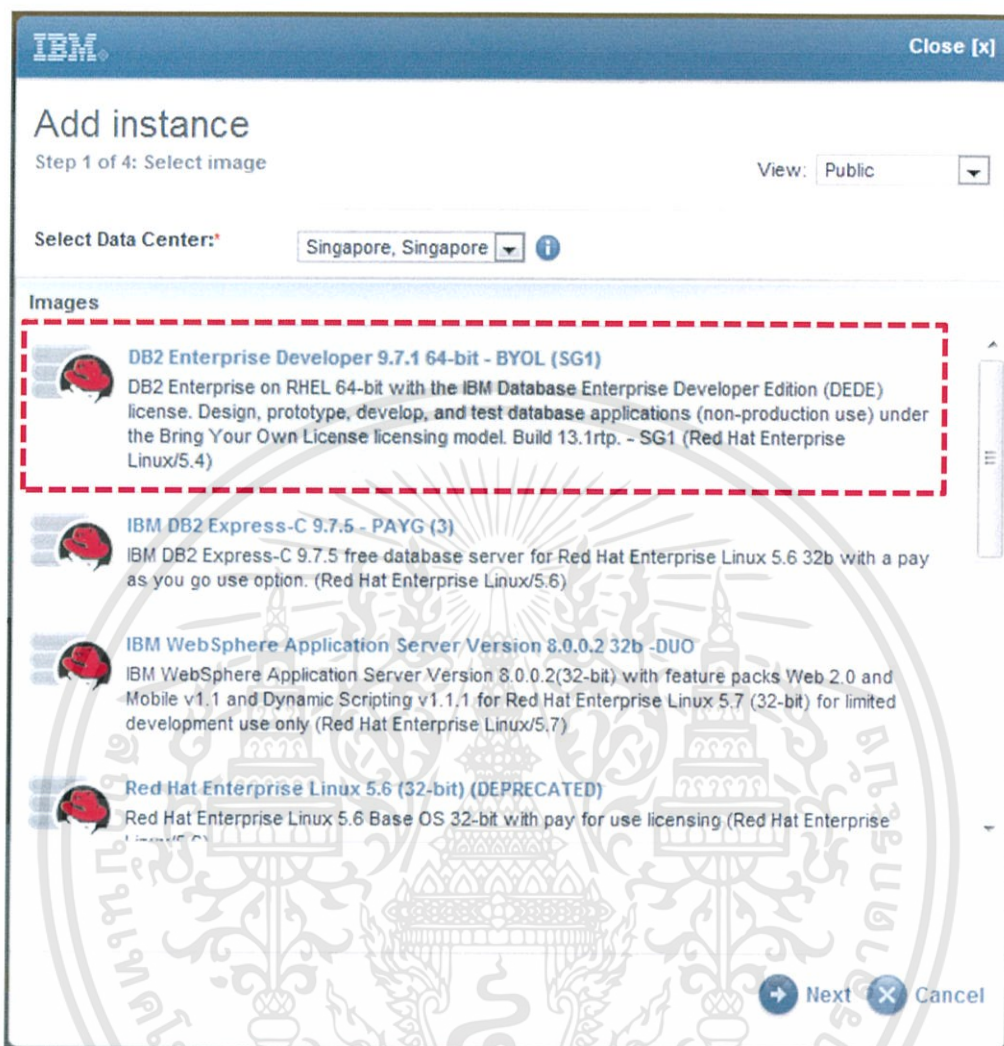 IBM
Close [x]
Add instance
Step 1 of 4: Select image
View: Public
Select Data Center:* Singapore, Singapore
Images
DB2 Enterprise Developer 9.7.1 64-bit - BYOL (SG1)
DB2 Enterprise on RHEL 64-bit with the IBM Database Enterprise Developer Edition (DEDE)
license. Design, prototype, develop, and test database applications (non-production use) under
the Bring Your Own License licensing model. Build 13.1rtp. - SG1 (Red Hat Enterprise
Linux/5.4)
IBM DB2 Express-C 9.7.5 - PAYG (3)
IBM DB2 Express-C 9.7.5 free database server for Red Hat Enterprise Linux 5.6 32b with a pay
as you go use option. (Red Hat Enterprise Linux/5.6)
IBM WebSphere Application Server Version 8.0.0.2 32b -DUO
IBM WebSphere Application Server Version 8.0.0.2(32-bit) with feature packs Web 2.0 and
Mobile v1.1 and Dynamic Scripting v1.1.1 for Red Hat Enterprise Linux 5.7 (32-bit) for limited
development use only (Red Hat Enterprise Linux/5.7)
Red Hat Enterprise Linux 5.6 (32-bit) (DEPRECATED)
Red Hat Enterprise Linux 5.6 Base OS 32-bit with pay for use licensing (Red Hat Enterprise
Next
Cancel